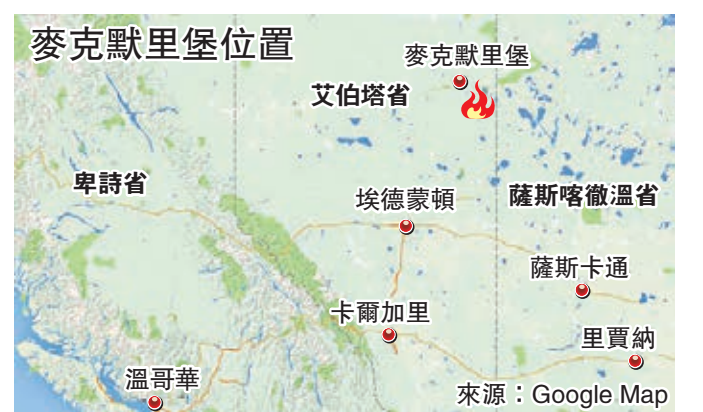 麥克默里堡位置
麥克默里堡
艾伯塔省
卑詩省
埃德蒙頓
薩斯喀徹溫省
薩斯卡通
卡爾加里
里賈納
溫哥華
來源：Google Map